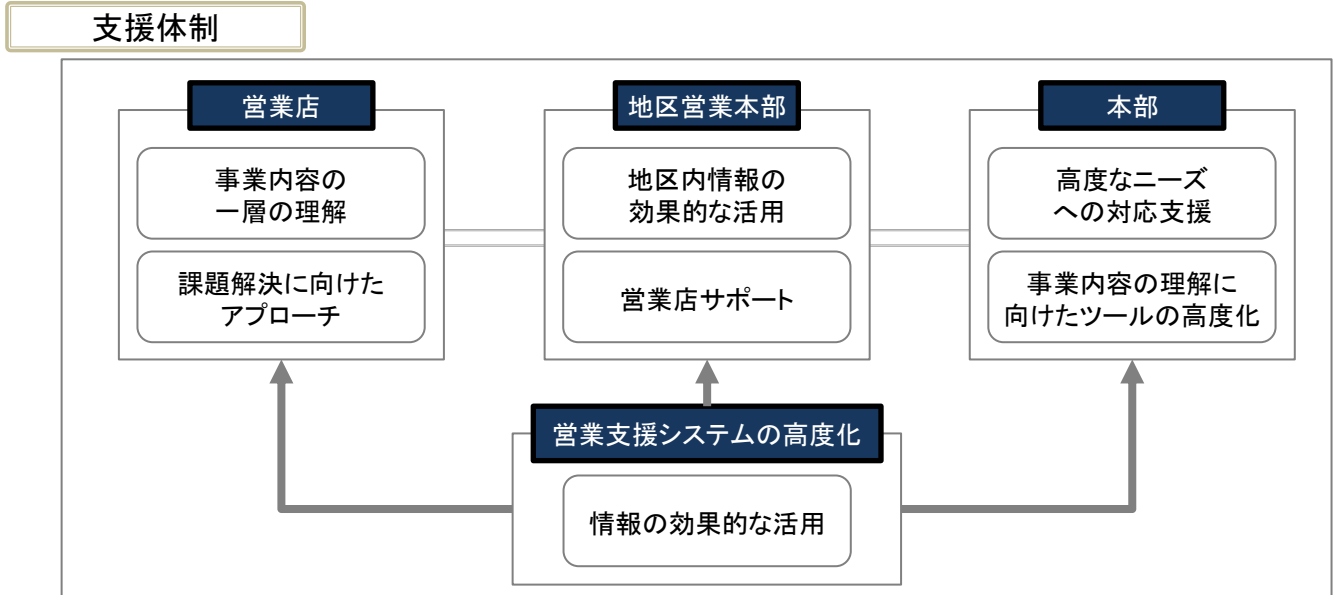 支援体制
営業店
事業内容の
一層の理解
課題解決に向けた
アプローチ
地区営業本部
地区内情報の
効果的な活用
営業店サポート
本部
高度なニーズ
への対応支援
事業内容の理解に
向けたツールの高度化
営業支援システムの高度化
情報の効果的な活用